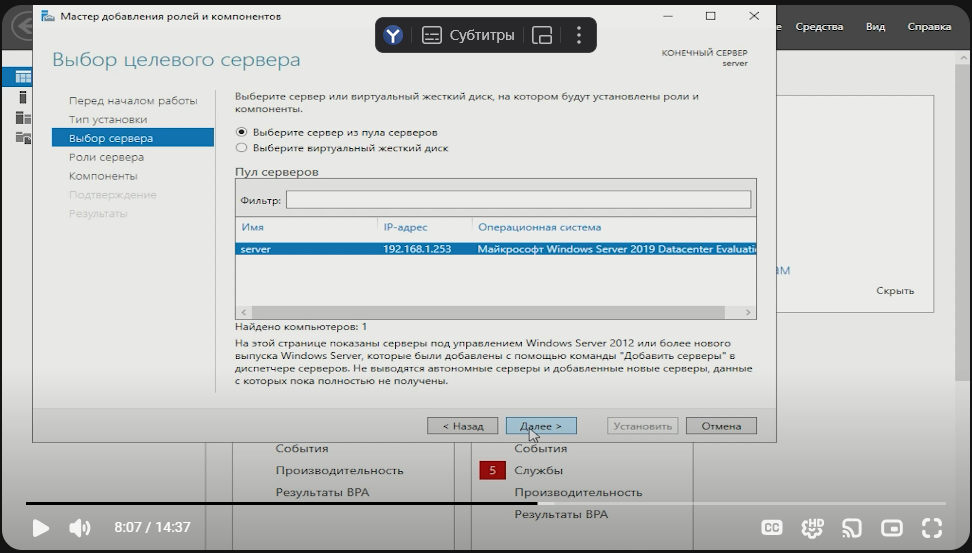 Мастер добавления ролей и компонентов
Субтитры
Средства
Вид
Справка
Выбор целевого сервера
КОНЕЧНЫЙ СЕРВЕР
server
Перед началом работы
Тип установки
Выбор сервера
Роли сервера
Компоненты
Подтверждение
Результаты
Выберите сервер или виртуальный жесткий диск, на котором будут установлены роли и
компоненты.
Выберите сервер из пула серверов
Выберите виртуальный жесткий диск
Пул серверов
Фильтр:
Имя IP-адрес Операционная система
server 192.168.1.253 Майкрософт Windows Server 2019 Datacenter Evaluati
Найдено компьютеров: 1
На этой странице показаны серверы под управлением Windows Server 2012 или более нового
выпуска Windows Server, которые были добавлены с помощью команды "Добавить серверы" в
диспетчере серверов. Не выводятся автономные серверы и добавленные новые серверы, данные
с которых пока полностью не получены.
Скрыть
< Назад
Далее >
Установить
Отмена
События
Производительность
Результаты BPA
События
5 Службы
Производительность
Результаты BPA
8:07 / 14:37
CC
HD